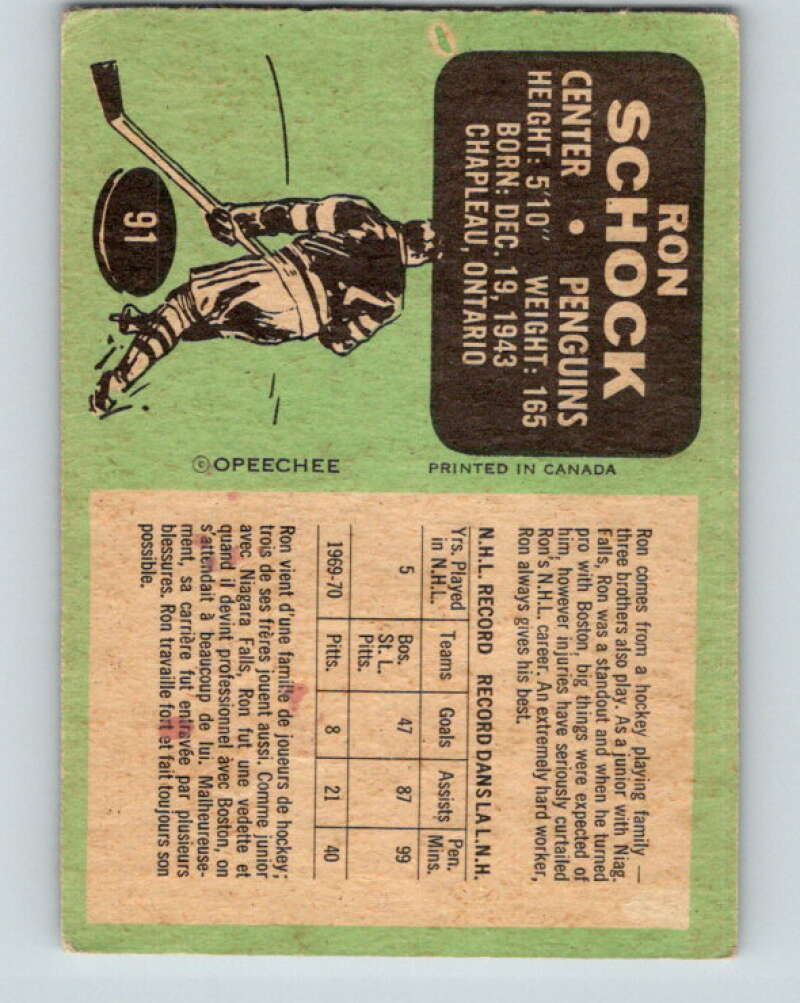 RON
SCHOCK
CENTER • PENGUINS
HEIGHT: 5'10" WEIGHT: 165
BORN: DEC. 19, 1943
CHAPLEAU, ONTARIO
91
©OPEECHEE
PRINTED IN CANADA
Ron comes from a hockey playing family —
three brothers also play. As a junior with Niag.
Falls, Ron was a standout and when he turned
pro with Boston, big things were expected of
him, however injuries have seriously curtailed
Ron's N.H.L. career. An extremely hard worker,
Ron always gives his best.
N.H.L. RECORD RECORD DANS LA L.N.H.
Yrs. Played in N.H.L. Teams Goals Assists Pen. Mins.
5 Bos. St. L. Pitts. 47 87 99
1969-70 Pitts. 8 21 40
Ron vient d'une famille de joueurs de hockey;
trois de ses frères jouent aussi. Comme junior
avec Niagara Falls, Ron fut une vedette et
quand il devint professionnel avec Boston, on
s'attendait à beaucoup de lui. Malheureuse-
ment, sa carrière fut entravée par plusieurs
blessures. Ron travaille fort et fait toujours son
possible.